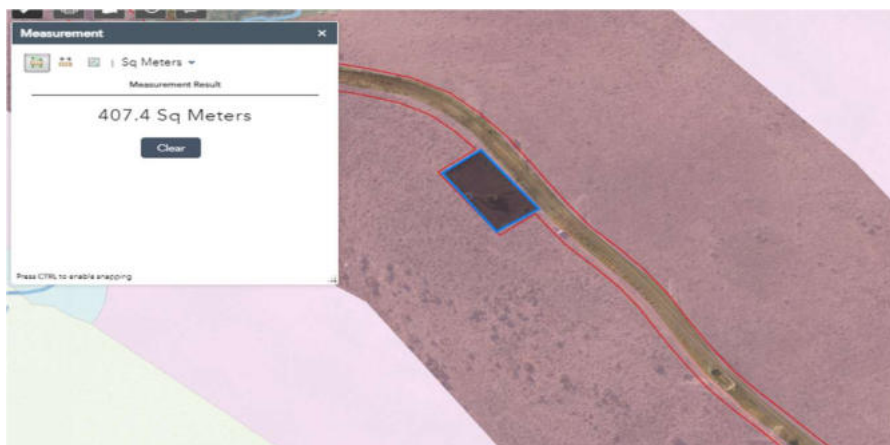 Measurement
Sq Meters
Measurement Result
407.4 Sq Meters
Clear
Press CTRL to enable snapping